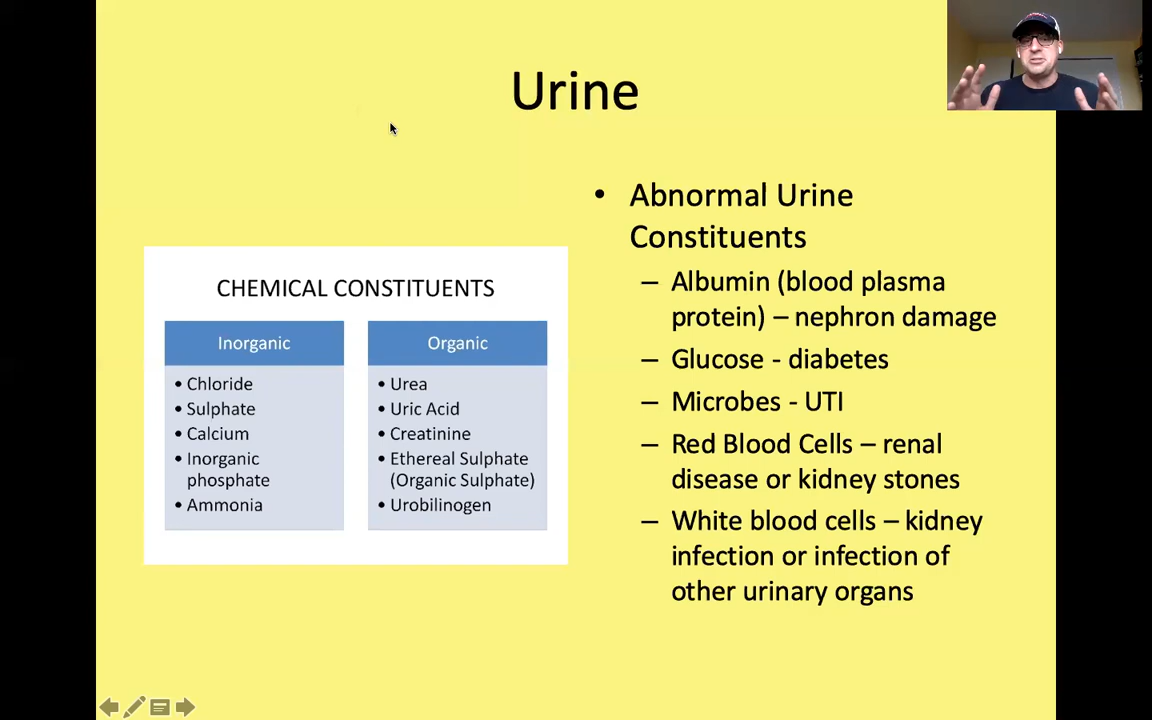 Urine
CHEMICAL CONSTITUENTS
Inorganic
• Chloride
• Sulphate
• Calcium
• Inorganic
phosphate
• Ammonia
Organic
• Urea
• Uric Acid
• Creatinine
• Ethereal Sulphate
(Organic Sulphate)
• Urobilinogen
• Abnormal Urine
Constituents
– Albumin (blood plasma
protein) – nephron damage
– Glucose - diabetes
– Microbes - UTI
– Red Blood Cells – renal
disease or kidney stones
– White blood cells – kidney
infection or infection of
other urinary organs